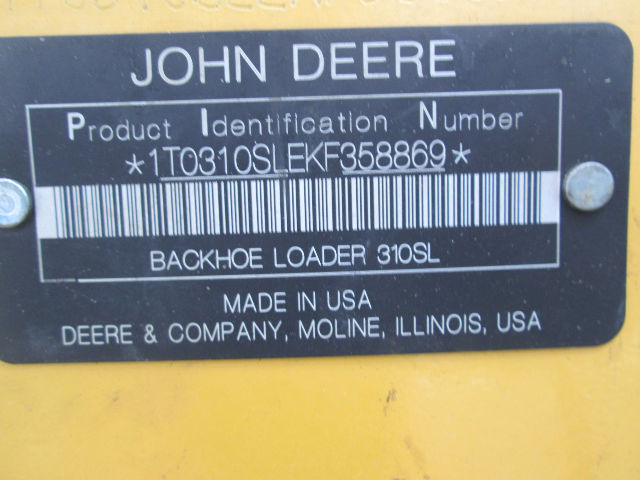 JOHN DEERE
Product Identification Number
*1T0310SLEKF358869*
BACKHOE LOADER 310SL
MADE IN USA
DEERE & COMPANY, MOLINE, ILLINOIS, USA